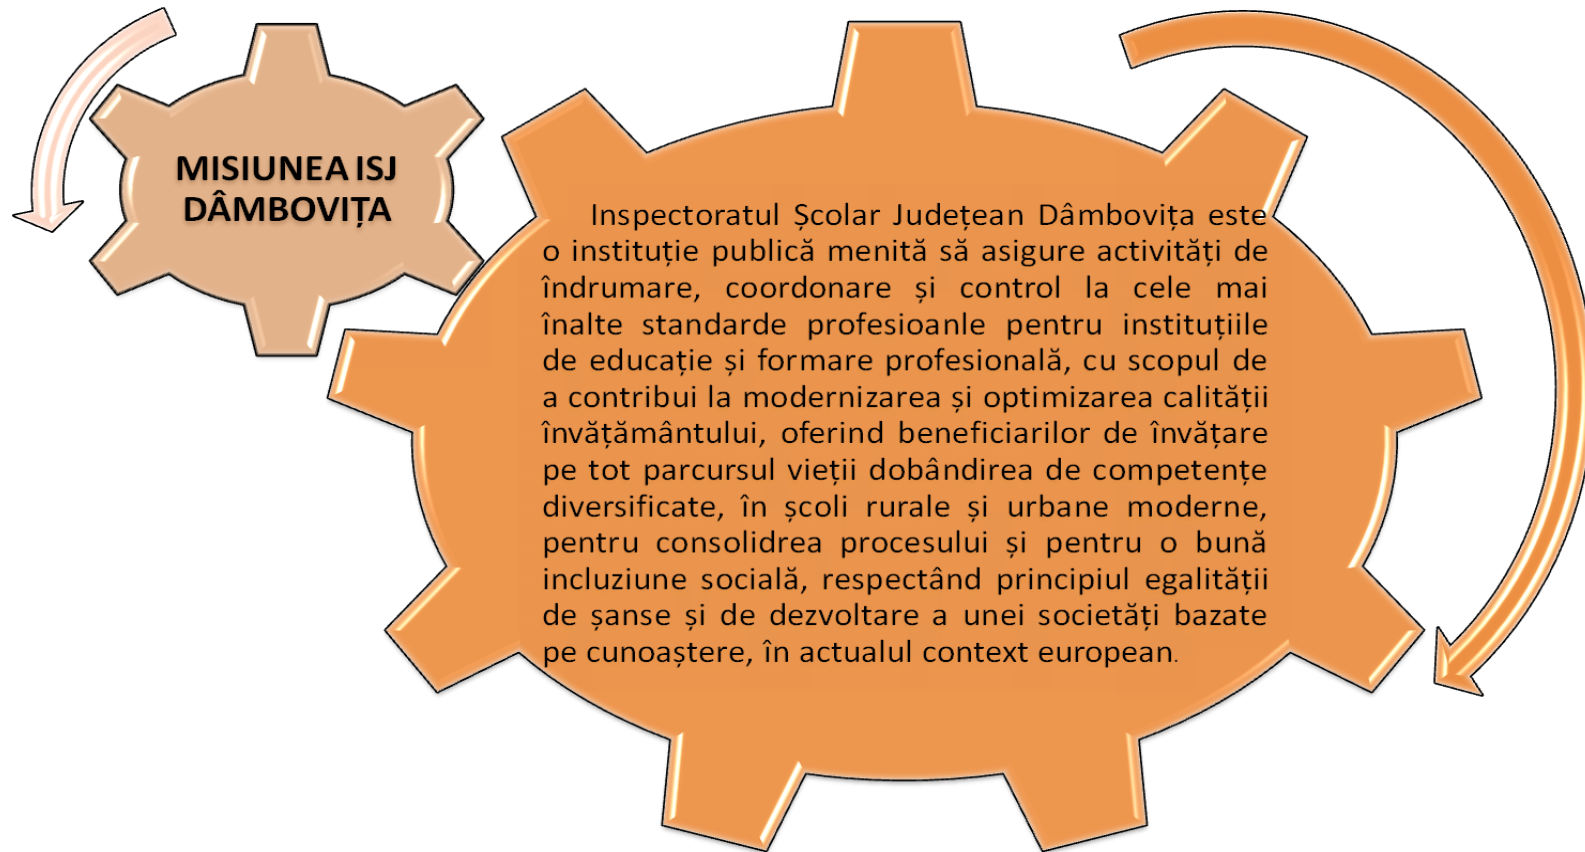 MISIUNEA ISJ
DÂMBOVIȚA
Inspectoratul Școlar Județean Dâmbovița este
o instituție publică menită să asigure activități de
îndrumare, coordonare și control la cele mai
înalte standarde profesioanle pentru instituțiile
de educație și formare profesională, cu scopul de
a contribui la modernizarea și optimizarea calității
învățământului, oferind beneficiarilor de învățare
pe tot parcursul vieții dobândirea de competențe
diversificate, în școli rurale și urbane moderne,
pentru consolidrea procesului și pentru o bună
incluziune socială, respectând principiul egalității
de șanse și de dezvoltare a unei societăți bazate
pe cunoaștere, în actualul context european.